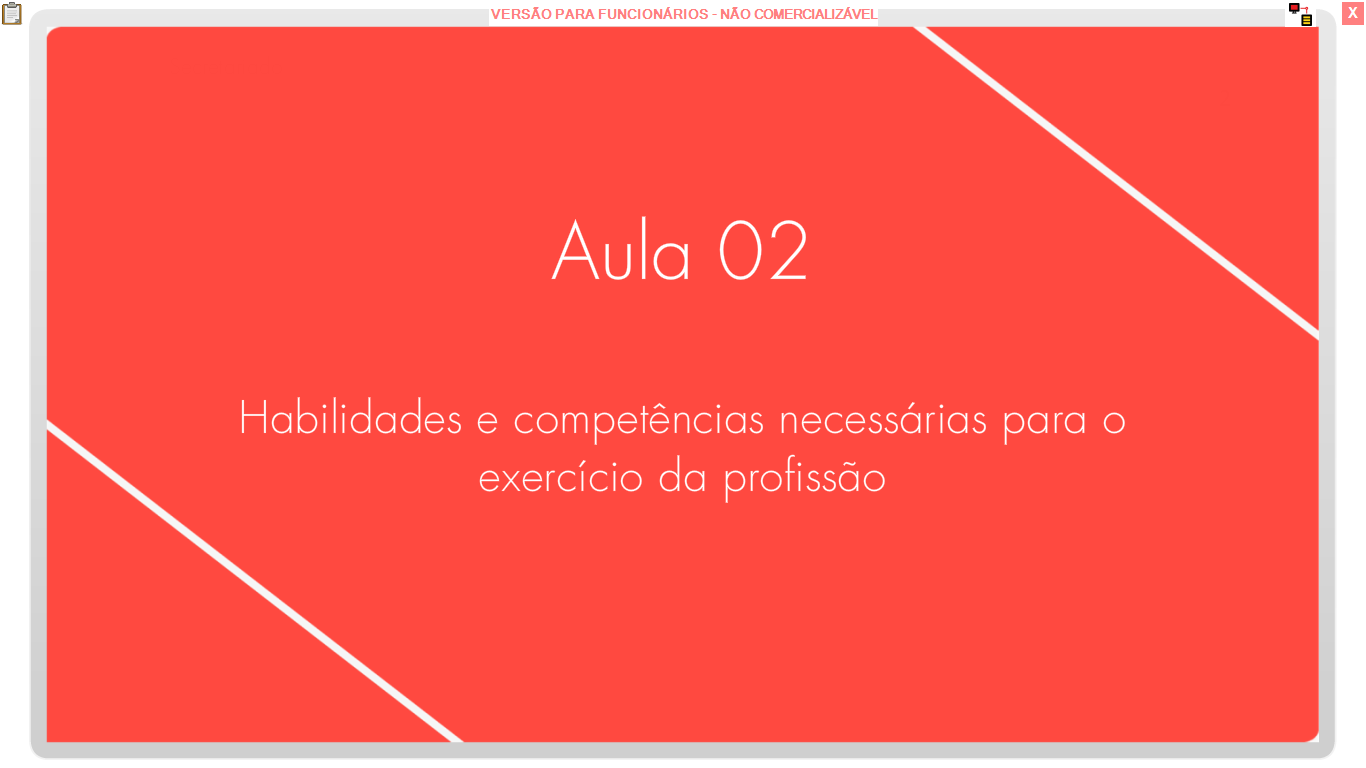 VERSÃO PARA FUNCIONÁRIOS - NÃO COMERCIALIZÁVEL
X
Aula 02
Habilidades e competências necessárias para o
exercício da profissão